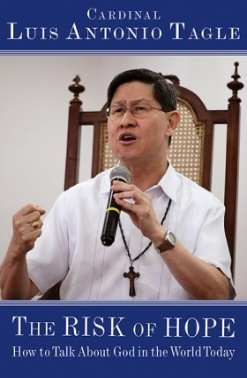 CARDINAL
LUIS ANTONIO TAGLE
THE RISK OF HOPE
How to Talk About God in the World Today